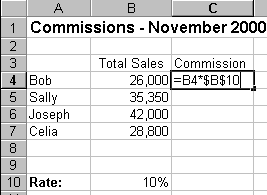 A B C
1 Commissions - November 2000
2
3 Total Sales Commission
4 Bob 26,000 =B4*$B$10
5 Sally 35,350
6 Joseph 42,000
7 Celia 28,800
8
9
10 Rate: 10%